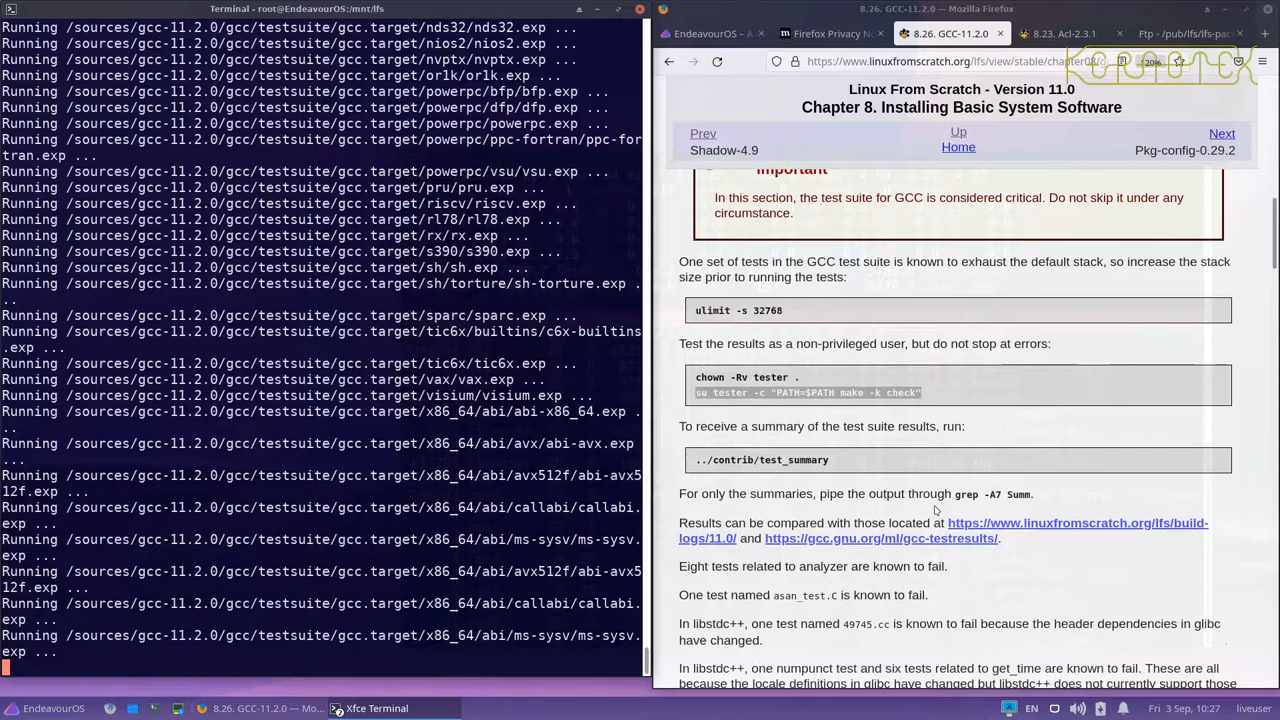 Terminal - root@EndeavourOS:/mnt/lfs
Running /sources/gcc-11.2.0/gcc/testsuite/gcc.target/nds32/nds32.exp ...
Running /sources/gcc-11.2.0/gcc/testsuite/gcc.target/nios2/nios2.exp ...
Running /sources/gcc-11.2.0/gcc/testsuite/gcc.target/nvptx/nvptx.exp ...
Running /sources/gcc-11.2.0/gcc/testsuite/gcc.target/or1k/or1k.exp ...
Running /sources/gcc-11.2.0/gcc/testsuite/gcc.target/powerpc/bfp/bfp.exp ...
Running /sources/gcc-11.2.0/gcc/testsuite/gcc.target/powerpc/dfp/dfp.exp ...
Running /sources/gcc-11.2.0/gcc/testsuite/gcc.target/powerpc/powerpc.exp ...
Running /sources/gcc-11.2.0/gcc/testsuite/gcc.target/powerpc/ppc-fortran/ppc-for
tran.exp ...
Running /sources/gcc-11.2.0/gcc/testsuite/gcc.target/powerpc/vsu/vsu.exp ...
Running /sources/gcc-11.2.0/gcc/testsuite/gcc.target/pru/pru.exp ...
Running /sources/gcc-11.2.0/gcc/testsuite/gcc.target/riscv/riscv.exp ...
Running /sources/gcc-11.2.0/gcc/testsuite/gcc.target/rl78/rl78.exp ...
Running /sources/gcc-11.2.0/gcc/testsuite/gcc.target/rx/rx.exp ...
Running /sources/gcc-11.2.0/gcc/testsuite/gcc.target/s390/s390.exp ...
Running /sources/gcc-11.2.0/gcc/testsuite/gcc.target/sh/sh.exp ...
Running /sources/gcc-11.2.0/gcc/testsuite/gcc.target/sh/torture/sh-torture.exp .
..
Running /sources/gcc-11.2.0/gcc/testsuite/gcc.target/sparc/sparc.exp ...
Running /sources/gcc-11.2.0/gcc/testsuite/gcc.target/tic6x/builtins/c6x-builtins
.exp ...
Running /sources/gcc-11.2.0/gcc/testsuite/gcc.target/tic6x/tic6x.exp ...
Running /sources/gcc-11.2.0/gcc/testsuite/gcc.target/vax/vax.exp ...
Running /sources/gcc-11.2.0/gcc/testsuite/gcc.target/visium/visium.exp ...
Running /sources/gcc-11.2.0/gcc/testsuite/gcc.target/x86_64/abi/abi-x86_64.exp .
..
Running /sources/gcc-11.2.0/gcc/testsuite/gcc.target/x86_64/abi/avx/abi-avx.exp
...
Running /sources/gcc-11.2.0/gcc/testsuite/gcc.target/x86_64/abi/avx512f/abi-avx5
12f.exp ...
Running /sources/gcc-11.2.0/gcc/testsuite/gcc.target/x86_64/abi/callabi/callabi.
exp ...
Running /sources/gcc-11.2.0/gcc/testsuite/gcc.target/x86_64/abi/ms-sysv/ms-sysv.
exp ...
Running /sources/gcc-11.2.0/gcc/testsuite/gcc.target/x86_64/abi/avx512f/abi-avx5
12f.exp ...
Running /sources/gcc-11.2.0/gcc/testsuite/gcc.target/x86_64/abi/callabi/callabi.
exp ...
Running /sources/gcc-11.2.0/gcc/testsuite/gcc.target/x86_64/abi/ms-sysv/ms-sysv.
exp ...
8.26. GCC-11.2.0 — Mozilla Firefox
EndeavourOS – A
Firefox Privacy No
8.26. GCC-11.2.0
8.23. Acl-2.3.1
Ftp - /pub/lfs/lfs-pac
https://www.linuxfromscratch.org/lfs/view/stable/chapter08/
120%
Linux From Scratch - Version 11.0
Chapter 8. Installing Basic System Software
Prev
Up
Next
Shadow-4.9
Home
Pkg-config-0.29.2
Important
In this section, the test suite for GCC is considered critical. Do not skip it under any
circumstance.
One set of tests in the GCC test suite is known to exhaust the default stack, so increase the stack
size prior to running the tests:
ulimit -s 32768
Test the results as a non-privileged user, but do not stop at errors:
chown -Rv tester .
su tester -c "PATH=$PATH make -k check"
To receive a summary of the test suite results, run:
../contrib/test_summary
For only the summaries, pipe the output through grep -A7 Summ.
Results can be compared with those located at https://www.linuxfromscratch.org/lfs/build-
logs/11.0/ and https://gcc.gnu.org/ml/gcc-testresults/.
Eight tests related to analyzer are known to fail.
One test named asan_test.C is known to fail.
In libstdc++, one test named 49745.cc is known to fail because the header dependencies in glibc
have changed.
In libstdc++, one numpunct test and six tests related to get_time are known to fail. These are all
because the locale definitions in glibc have changed but libstdc++ does not currently support those
EndeavourOS
8.26. GCC-11.2.0 — Mo...
Xfce Terminal
2
EN
Fri 3 Sep, 10:27
liveuser